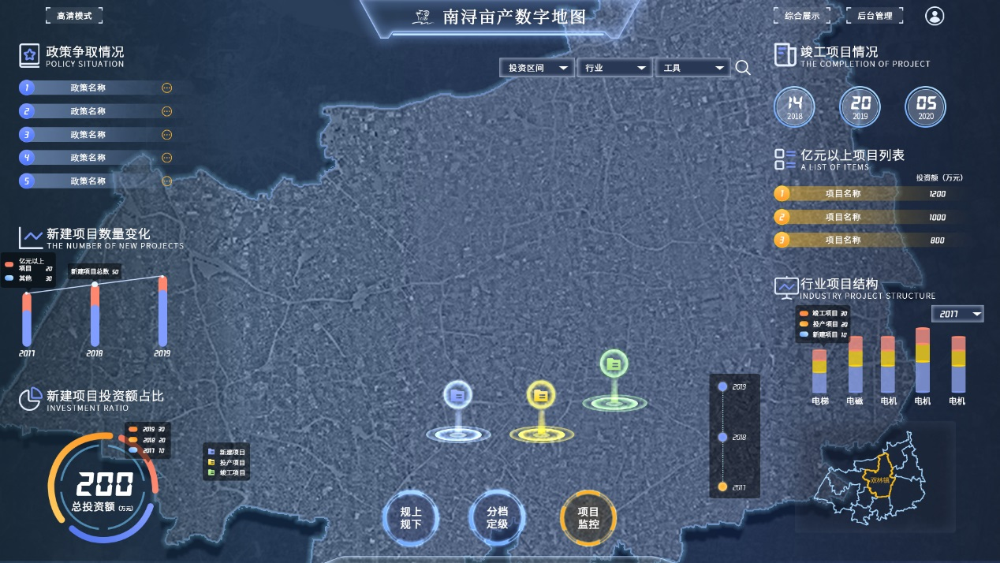 高清模式
南浔亩产数字地图
综合展示
后台管理
投资区间
行业
工具
政策争取情况
POLICY SITUATION
1 政策名称
2 政策名称
3 政策名称
4 政策名称
5 政策名称
新建项目数量变化
THE NUMBER OF NEW PROJECTS
亿元以上
项目 20
其他 30
新建项目总数 50
2017
2018
2019
新建项目投资额占比
INVESTMENT RATIO
2019 30
2018 20
2017 10
200
总投资额 (万元)
新建项目
投产项目
竣工项目
规上
规下
分档
定级
项目
监控
2019
2018
2017
竣工项目情况
THE COMPLETION OF PROJECT
14
2018
20
2019
05
2020
亿元以上项目列表
A LIST OF ITEMS
投资额（万元）
1 项目名称 1200
2 项目名称 1000
3 项目名称 800
行业项目结构
INDUSTRY PROJECT STRUCTURE
2017
竣工项目 30
投产项目 20
新建项目 10
电梯
电磁
电机
电机
电机
双林镇